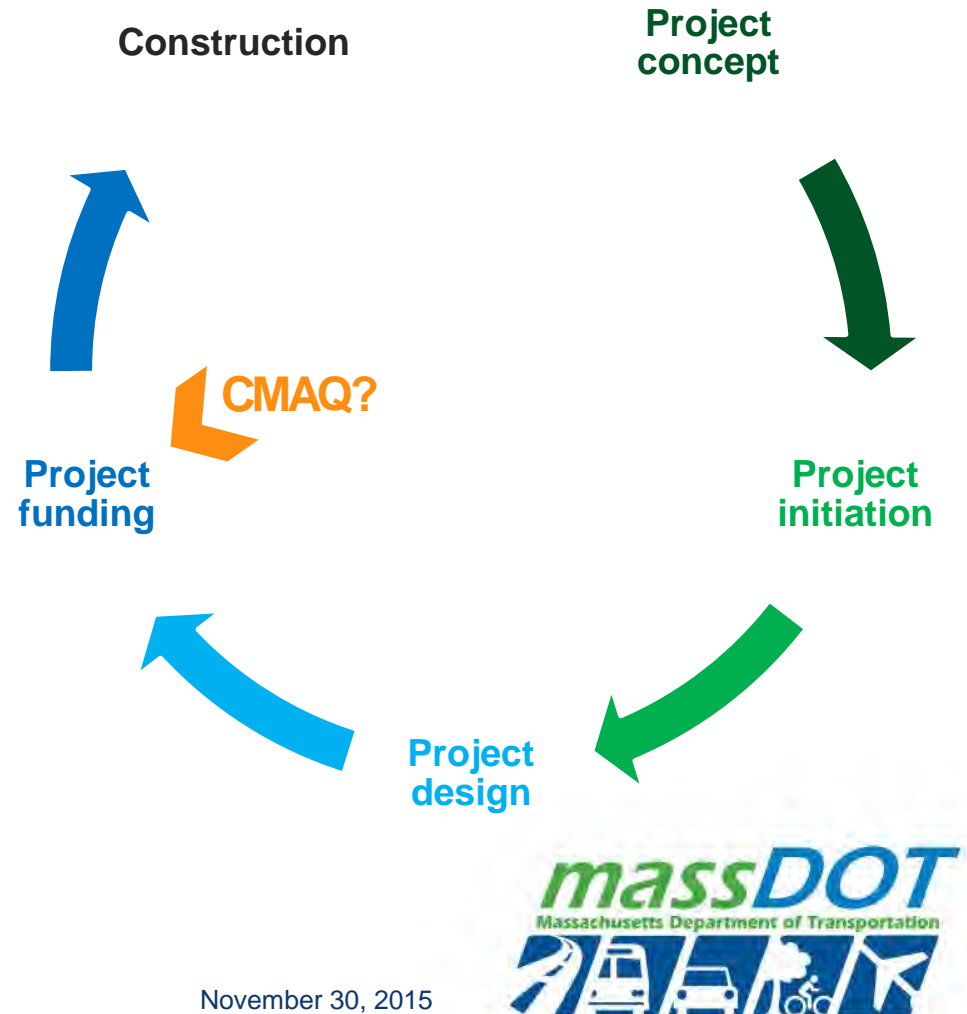 Construction
Project
concept
CMAQ?
Project
funding
Project
initiation
Project
design
massDOT
Massachusetts Department of Transportation
November 30, 2015